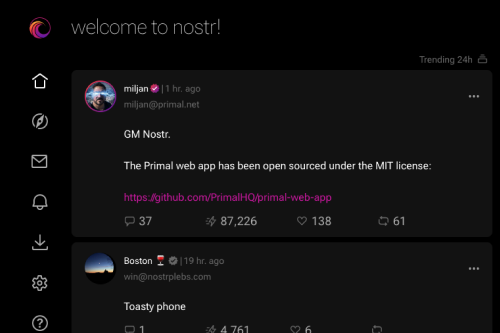 welcome to nostr!
Trending 24h
miljan | 1 hr. ago
miljan@primal.net
GM Nostr.
The Primal web app has been open sourced under the MIT license:
https://github.com/PrimalHQ/primal-web-app
37 87,226 138 61
Boston 🍷 | 19 hr. ago
win@nostrplebs.com
Toasty phone
1 4,761 6